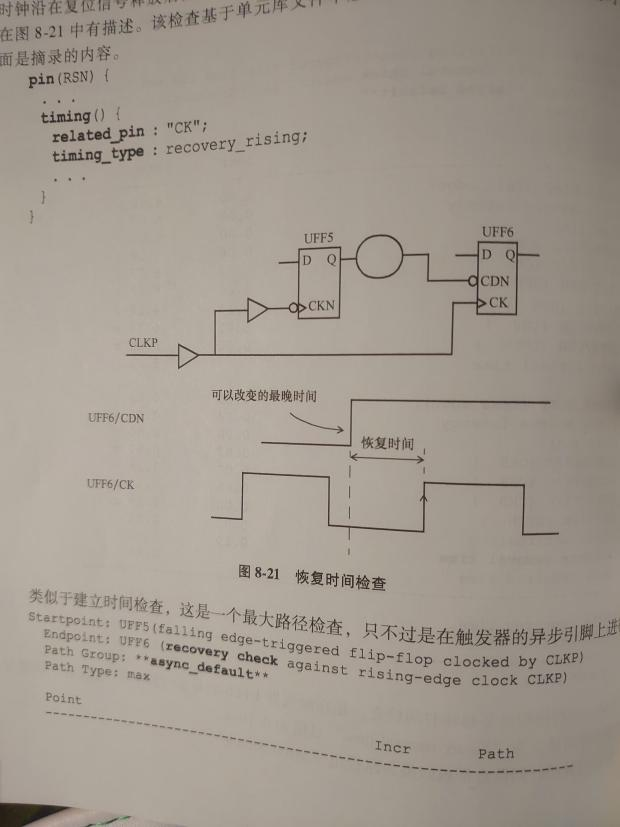 时钟沿在复位信号释放
在图 8-21 中有描述。该检查基于单元库文件
面是摘录的内容。
pin(RSN) {
...
timing() {
related_pin : "CK";
timing_type : recovery_rising;
...
}
}
UFF5 UFF6
D Q D Q
CDN
CKN CK
CLKP
可以改变的最晚时间
UFF6/CDN
恢复时间
UFF6/CK
图 8-21 恢复时间检查
类似于建立时间检查，这是一个最大路径检查，只不过是在触发器的异步引脚上进
Startpoint: UFF5(falling edge-triggered flip-flop clocked by CLKP)
Endpoint: UFF6 (recovery check against rising-edge clock CLKP)
Path Group: **async_default**
Path Type: max
Point Incr Path